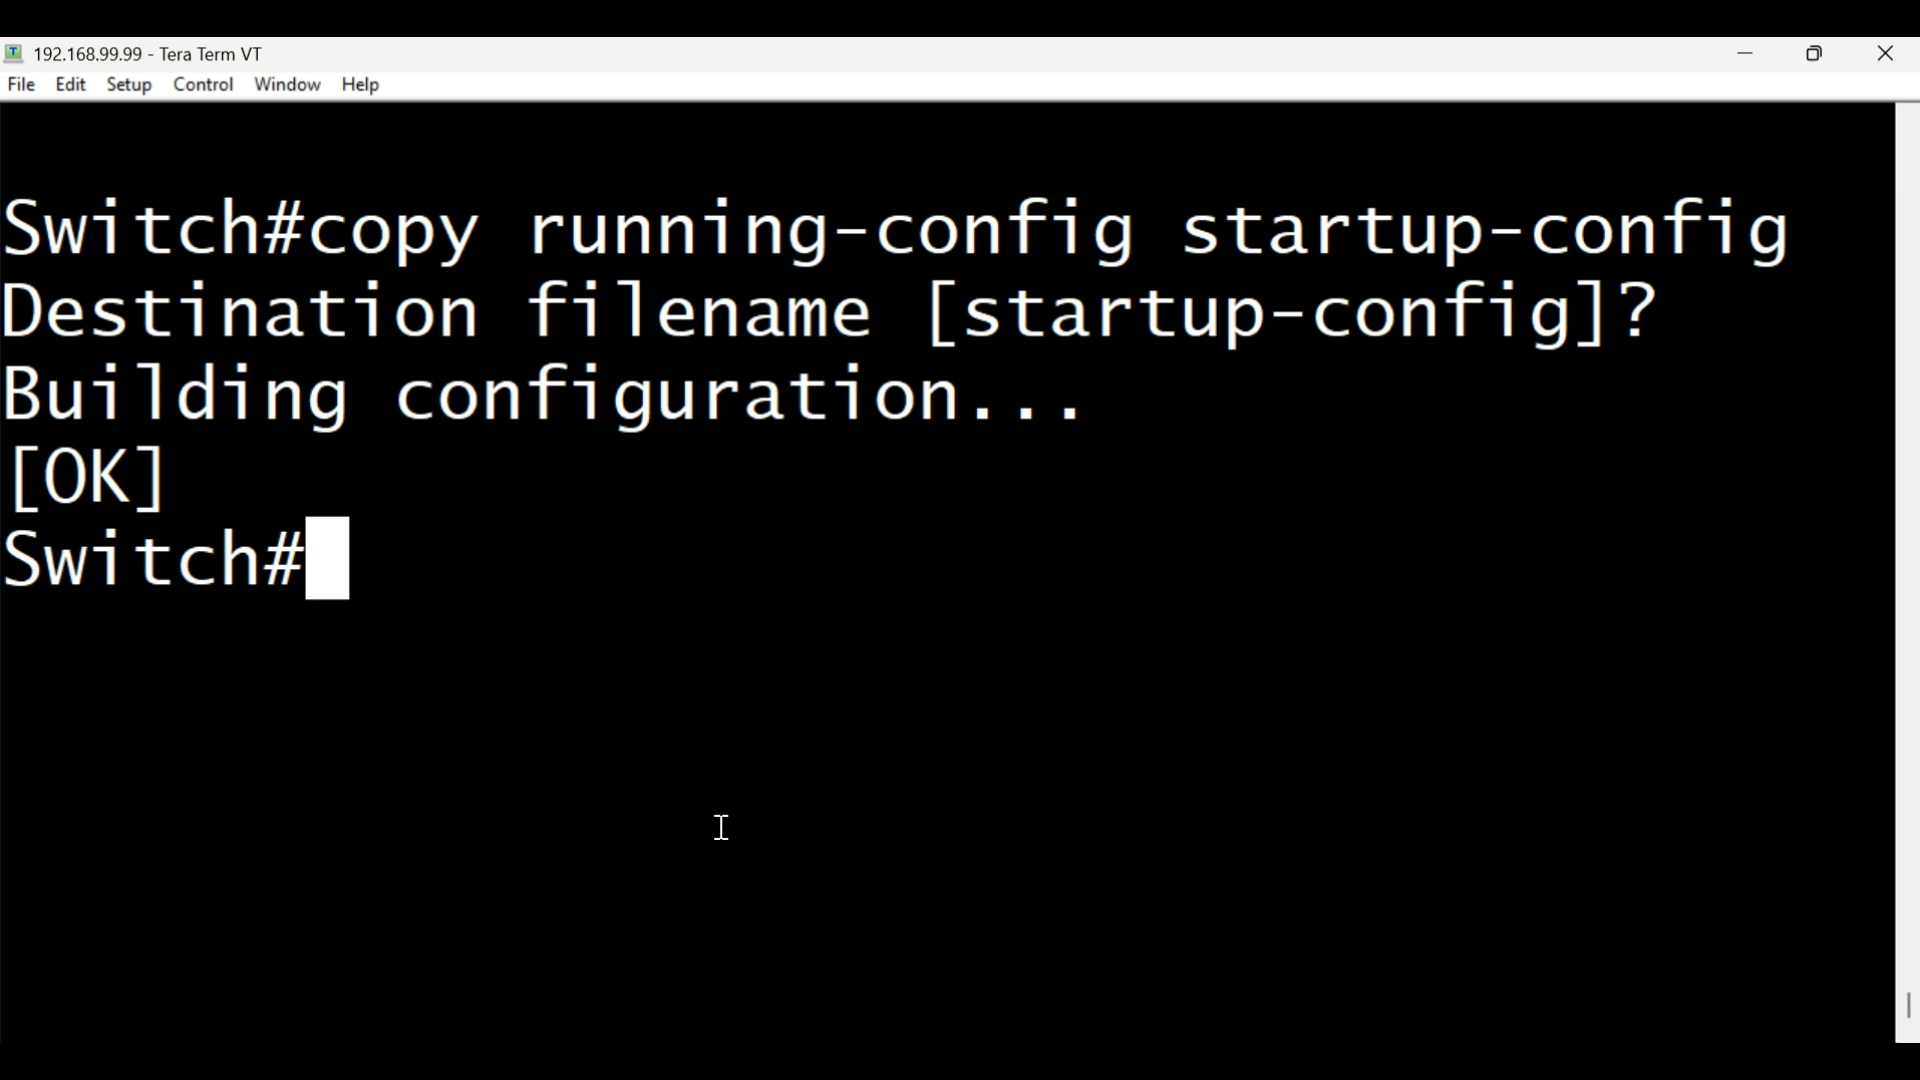 192.168.99.99 - Tera Term VT
File Edit Setup Control Window Help
Switch#copy running-config startup-config
Destination filename [startup-config]?
Building configuration...
[OK]
Switch#